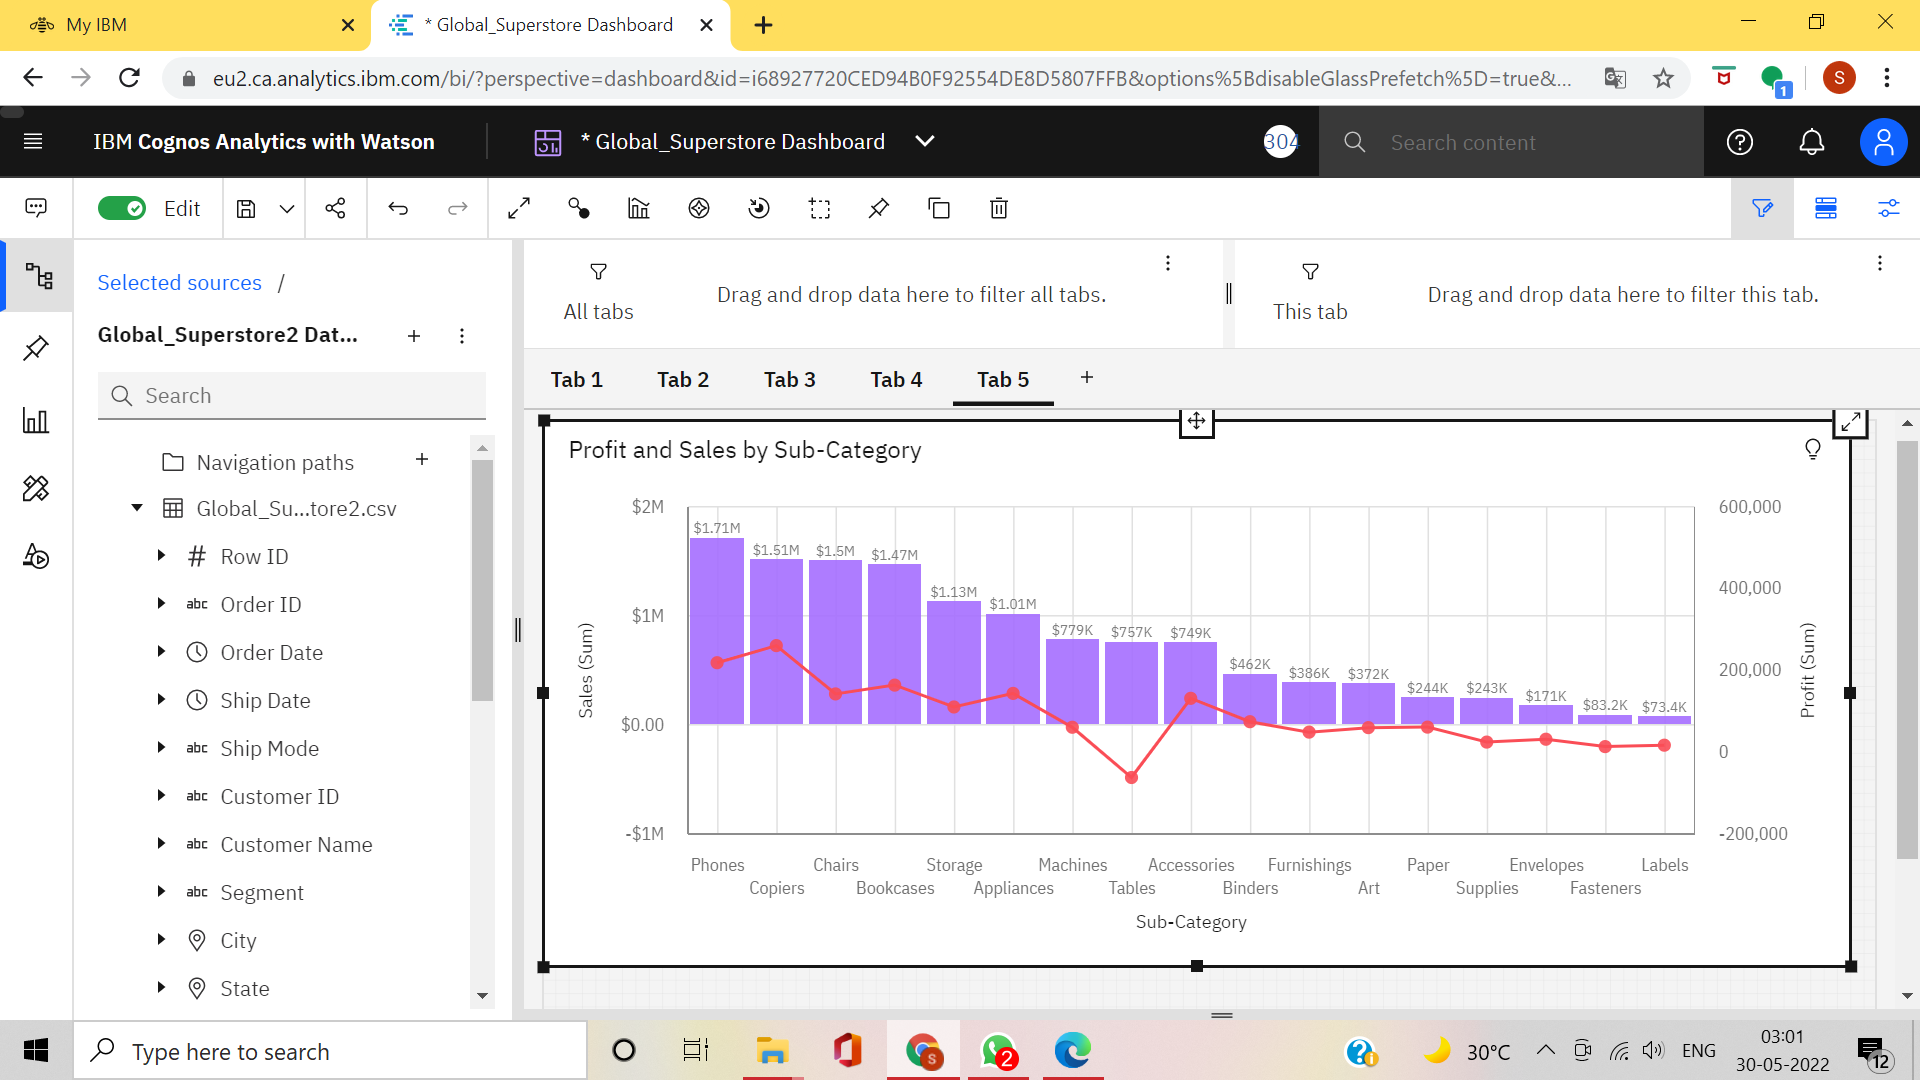 My IBM
* Global_Superstore Dashboard
eu2.ca.analytics.ibm.com/bi/?perspective=dashboard&id=i68927720CED94B0F92554DE8D5807FFB&options%5BdisableGlassPrefetch%5D=true&...
1
S
IBM Cognos Analytics with Watson
* Global_Superstore Dashboard
304
Search content
Edit
Selected sources /
Global_Superstore2 Dat...
Search
Navigation paths
Global_Su...tore2.csv
# Row ID
abc Order ID
Order Date
Ship Date
abc Ship Mode
abc Customer ID
abc Customer Name
abc Segment
City
State
All tabs
Drag and drop data here to filter all tabs.
This tab
Drag and drop data here to filter this tab.
Tab 1
Tab 2
Tab 3
Tab 4
Tab 5
Profit and Sales by Sub-Category
Sales (Sum)
$2M
$1M
$0.00
-$1M
$1.71M
$1.51M
$1.5M
$1.47M
$1.13M
$1.01M
$779K
$757K
$749K
$462K
$386K
$372K
$244K
$243K
$171K
$83.2K
$73.4K
600,000
400,000
200,000
0
-200,000
Profit (Sum)
Phones
Copiers
Chairs
Bookcases
Storage
Appliances
Machines
Tables
Accessories
Binders
Furnishings
Art
Paper
Supplies
Envelopes
Fasteners
Labels
Sub-Category
Type here to search
S
2
30°C
ENG
03:01
30-05-2022
12